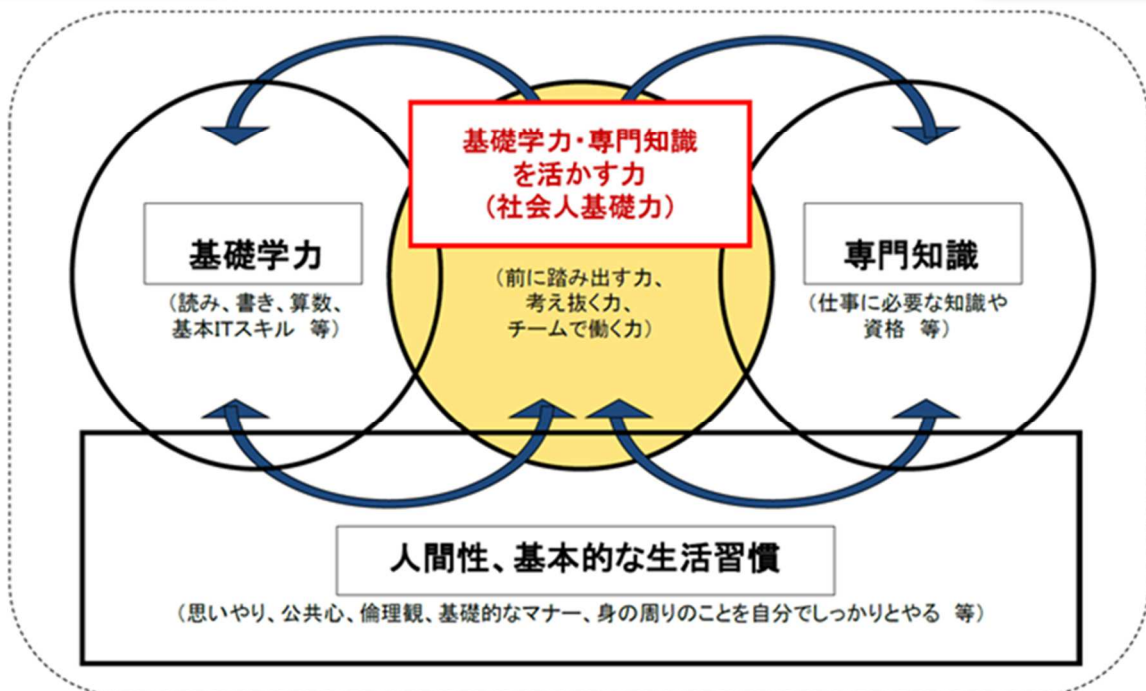 基礎学力・専門知識
を活かす力
（社会人基礎力）
基礎学力
（読み、書き、算数、
基本ITスキル　等）
（前に踏み出す力、
考え抜く力、
チームで働く力）
専門知識
（仕事に必要な知識や
資格　等）
人間性、基本的な生活習慣
（思いやり、公共心、倫理観、基礎的なマナー、身の周りのことを自分でしっかりとやる　等）